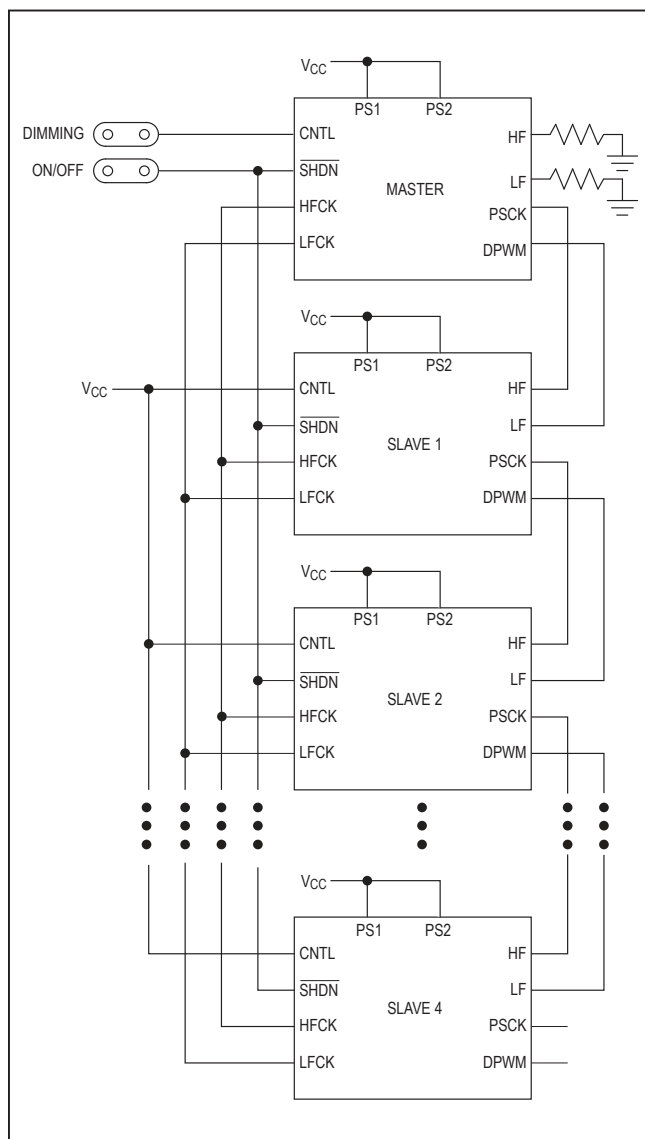 VCC
PS1 PS2
DIMMING
ON/OFF
CNTL
SHDN
HFCK
LFCK
MASTER
HF
LF
PSCK
DPWM
VCC
PS1 PS2
VCC
CNTL
SHDN
HFCK
LFCK
SLAVE 1
HF
LF
PSCK
DPWM
VCC
PS1 PS2
CNTL
SHDN
HFCK
LFCK
SLAVE 2
HF
LF
PSCK
DPWM
VCC
PS1 PS2
CNTL
SHDN
HFCK
LFCK
SLAVE 4
HF
LF
PSCK
DPWM